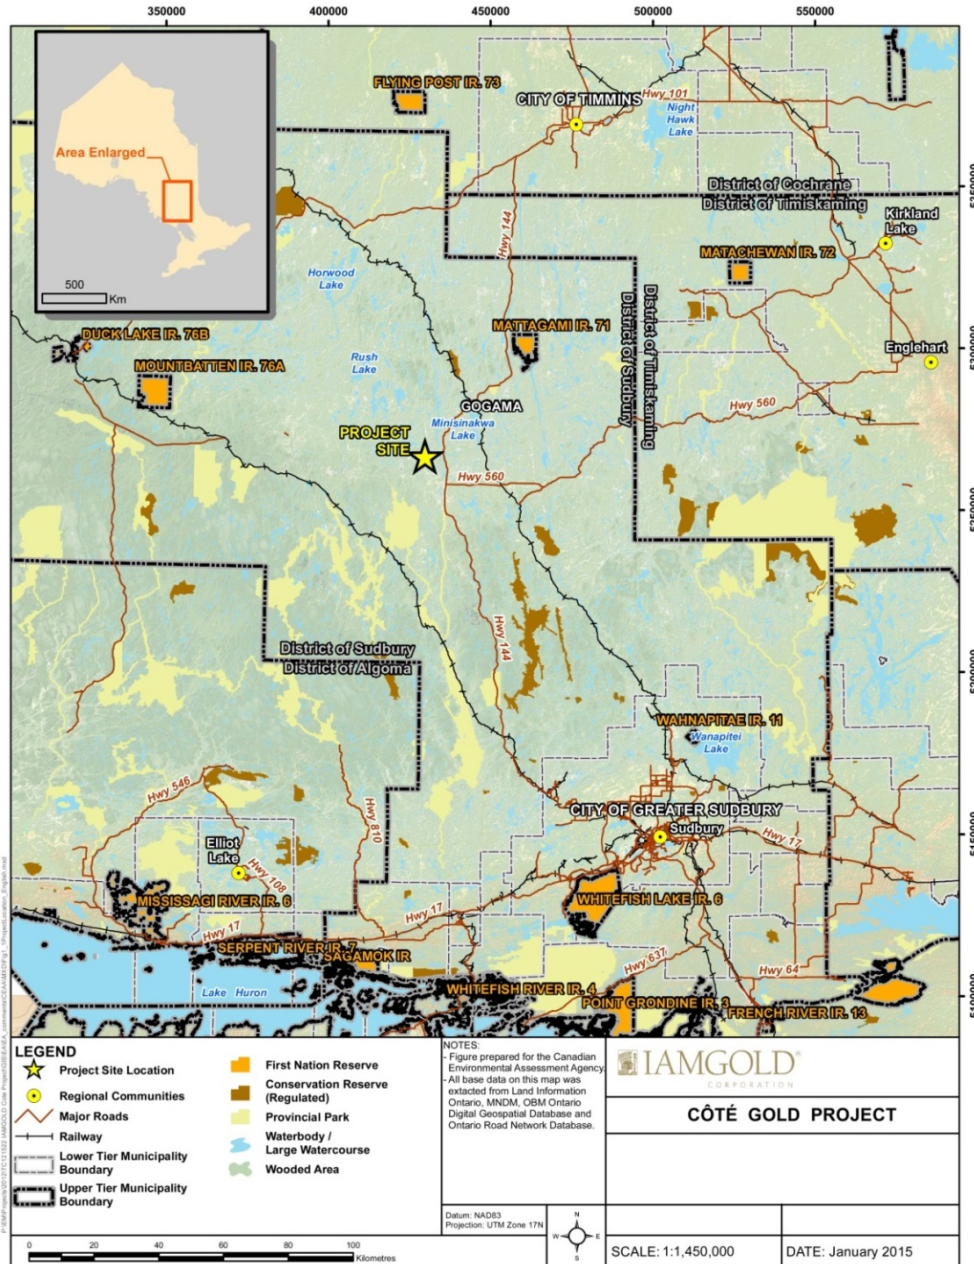 350000 400000 450000 500000 550000
FLYING POST IR. 73
CITY OF TIMMINS
Hwy 101
Night
Hawk
Lake
Area Enlarged
500
Km
5350000
District of Cochrane
District of Timiskaming
Kirkland
Lake
Hwy 144
MATACHEWAN IR. 72
Horwood
Lake
DUCK LAKE IR. 76B
MOUNTBATTEN IR. 76A
MATTAGAMI IR. 71
District of Sudbury
District of Timiskaming
5300000
Englehart
Rush
Lake
GOGAMA
Minisinakwa
Lake
Hwy 560
PROJECT
SITE
Hwy 560
5250000
Hwy 144
District of Sudbury
District of Algoma
5200000
WAHNAPITAE IR. 11
Wanapitei
Lake
Hwy 546
Hwy 810
CITY OF GREATER SUDBURY
Sudbury
Hwy 17
5150000
Elliot
Lake
Hwy 108
MISSISSAGI RIVER IR. 6
WHITEFISH LAKE IR. 6
Hwy 17
Hwy 17
SERPENT RIVER IR. 7
SAGAMOK IR
Hwy 637
Hwy 64
Lake Huron
WHITEFISH RIVER IR. 4
POINT GRONDINE IR. 3
FRENCH RIVER IR. 13
5100000
LEGEND
Project Site Location
Regional Communities
Major Roads
Railway
Lower Tier Municipality
Boundary
Upper Tier Municipality
Boundary
First Nation Reserve
Conservation Reserve
(Regulated)
Provincial Park
Waterbody /
Large Watercourse
Wooded Area
0 20 40 60 80 100
Kilometres
NOTES:
- Figure prepared for the Canadian
Environmental Assessment Agency.
- All base data on this map was
extacted from Land Information
Ontario, MNDM, OBM Ontario
Digital Geospatial Database and
Ontario Road Network Database.
Datum: NAD83
Projection: UTM Zone 17N
N
W E
S
IAMGOLD®
CORPORATION
CÔTÉ GOLD PROJECT
SCALE: 1:1,450,000
DATE: January 2015